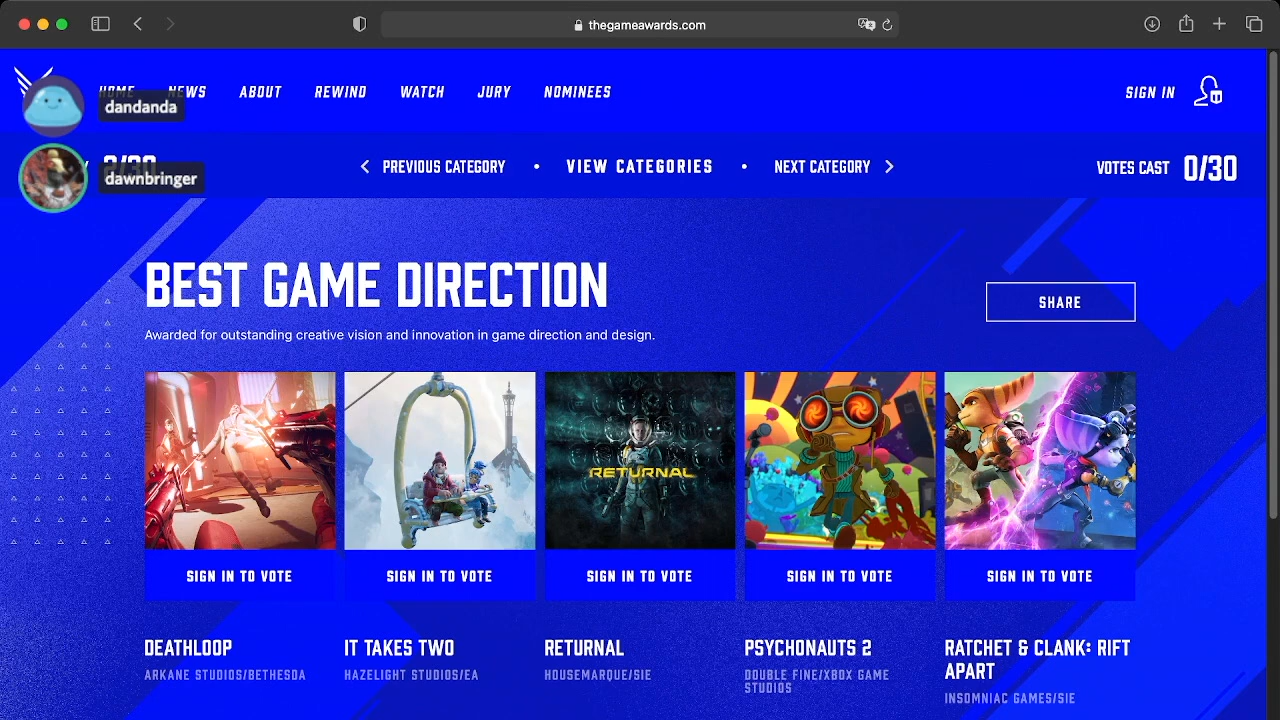 thegameawards.com
HOME NEWS ABOUT REWIND WATCH JURY NOMINEES
SIGN IN
dandanda
2/30
PREVIOUS CATEGORY • VIEW CATEGORIES • NEXT CATEGORY
VOTES CAST 0/30
dawnbringer
BEST GAME DIRECTION
SHARE
Awarded for outstanding creative vision and innovation in game direction and design.
RETURNAL
SIGN IN TO VOTE SIGN IN TO VOTE SIGN IN TO VOTE SIGN IN TO VOTE SIGN IN TO VOTE
DEATHLOOP
ARKANE STUDIOS/BETHESDA
IT TAKES TWO
HAZELIGHT STUDIOS/EA
RETURNAL
HOUSEMARQUE/SIE
PSYCHONAUTS 2
DOUBLE FINE/XBOX GAME
STUDIOS
RATCHET & CLANK: RIFT
APART
INSOMNIAC GAMES/SIE